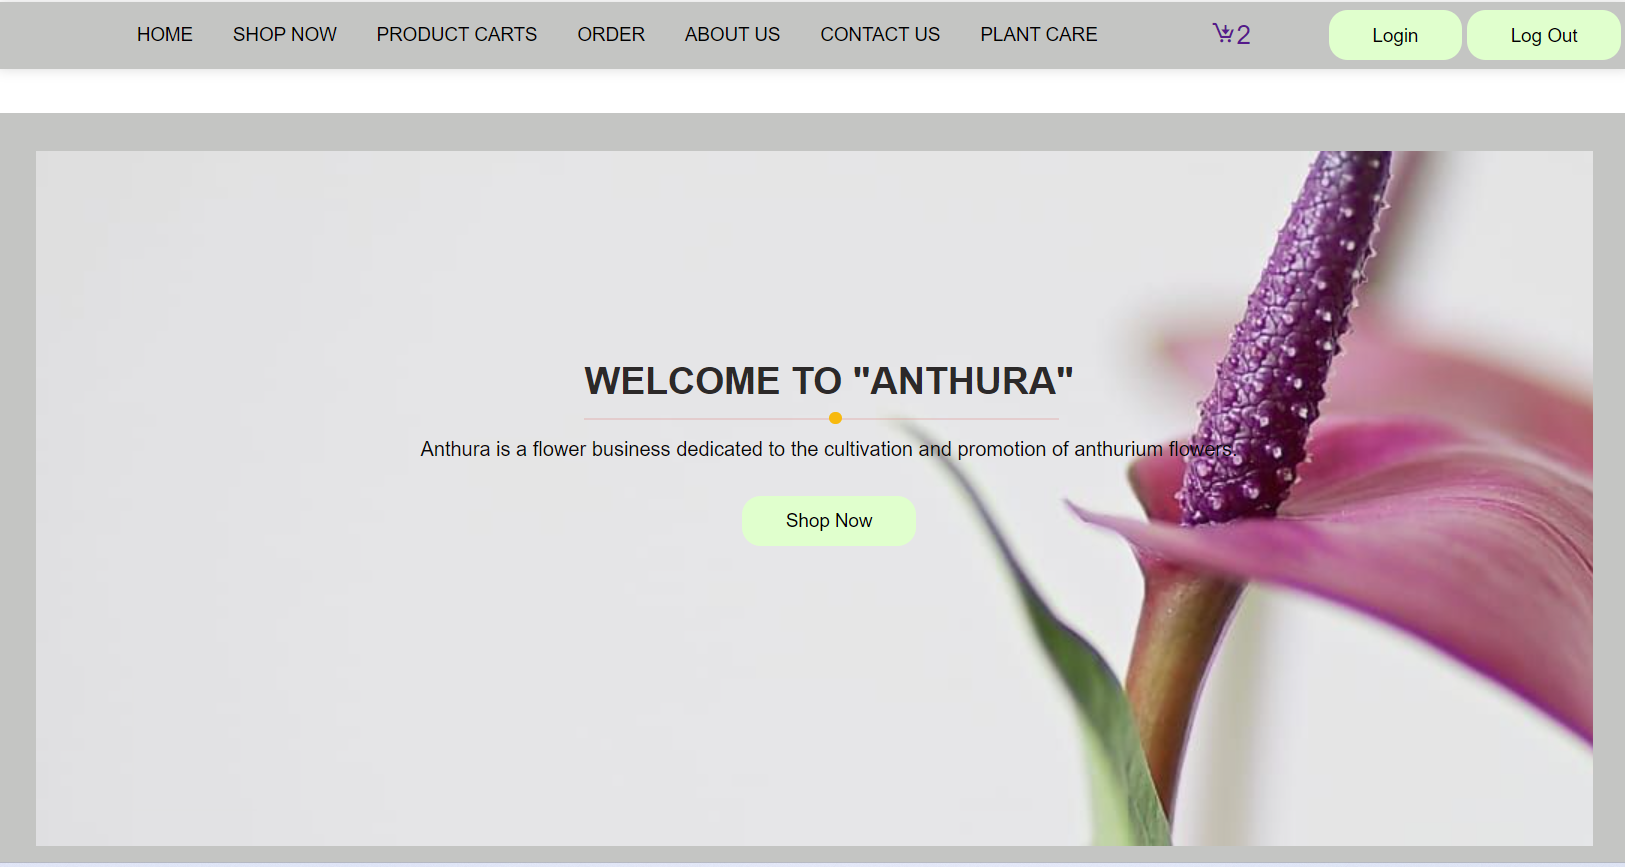 HOME SHOP NOW PRODUCT CARTS ORDER ABOUT US CONTACT US PLANT CARE 2 Login Log Out
WELCOME TO "ANTHURA"
Anthura is a flower business dedicated to the cultivation and promotion of anthurium flowers.
Shop Now